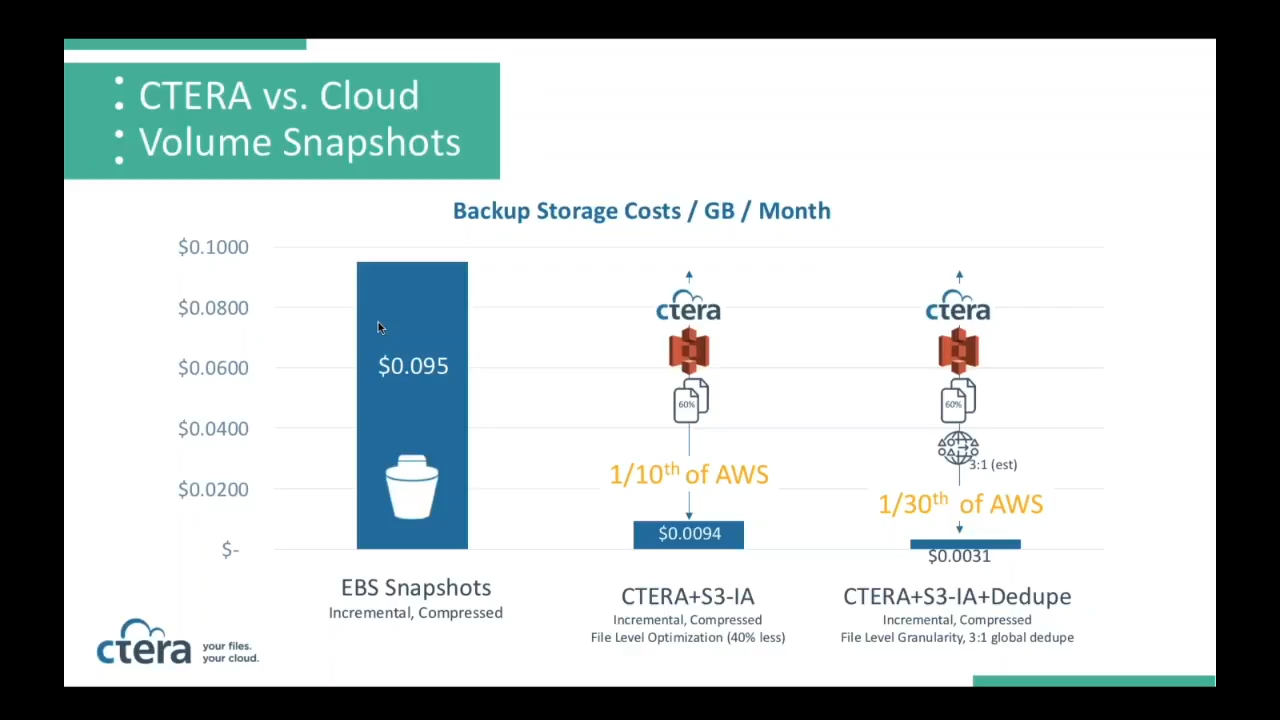 CTERA vs. Cloud
Volume Snapshots
Backup Storage Costs / GB / Month
$0.1000
$0.0800
$0.0600
$0.0400
$0.0200
$-
$0.095
EBS Snapshots
Incremental, Compressed
ctera
60%
1/10th of AWS
$0.0094
CTERA+S3-IA
Incremental, Compressed
File Level Optimization (40% less)
ctera
60%
3:1 (est)
1/30th of AWS
$0.0031
CTERA+S3-IA+Dedupe
Incremental, Compressed
File Level Granularity, 3:1 global dedupe
ctera
your files.
your cloud.